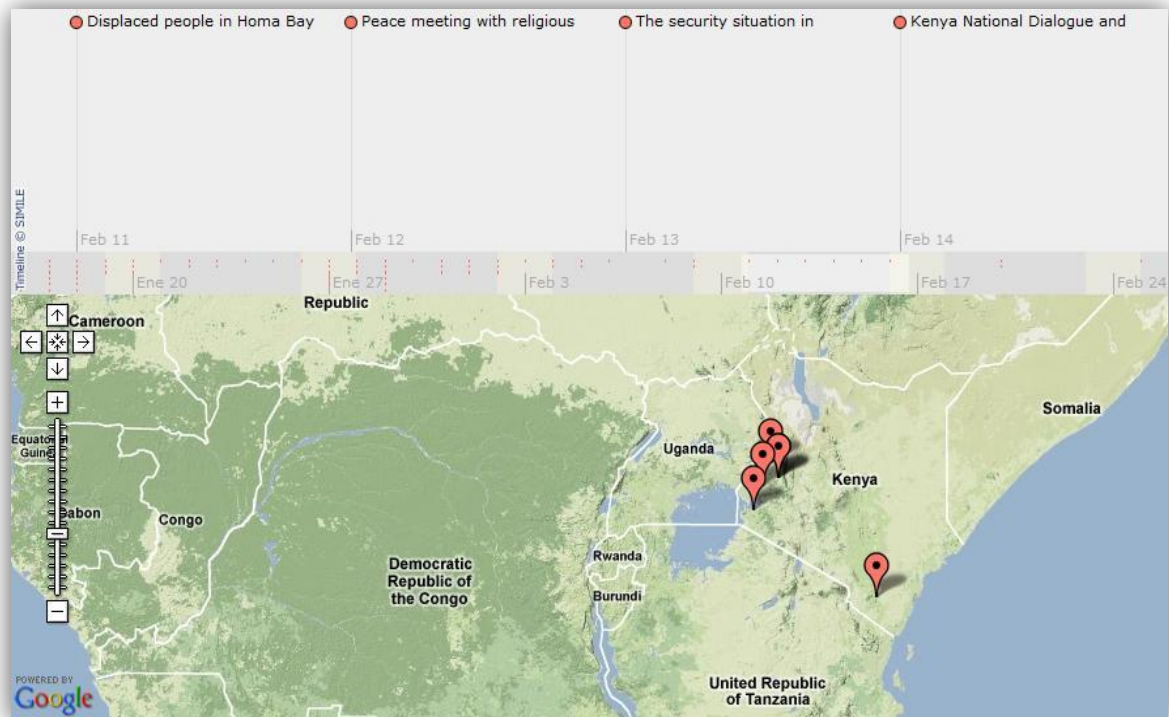 Displaced people in Homa Bay
Peace meeting with religious
The security situation in
Kenya National Dialogue and
Timeline © SIMILE
Feb 11
Feb 12
Feb 13
Feb 14
Ene 20
Ene 27
Feb 3
Feb 10
Feb 17
Feb 24
Republic
Cameroon
Somalia
Equatorial
Guinea
Uganda
Kenya
Gabon
Congo
Rwanda
Democratic
Republic of
the Congo
Burundi
United Republic
of Tanzania
POWERED BY
Google